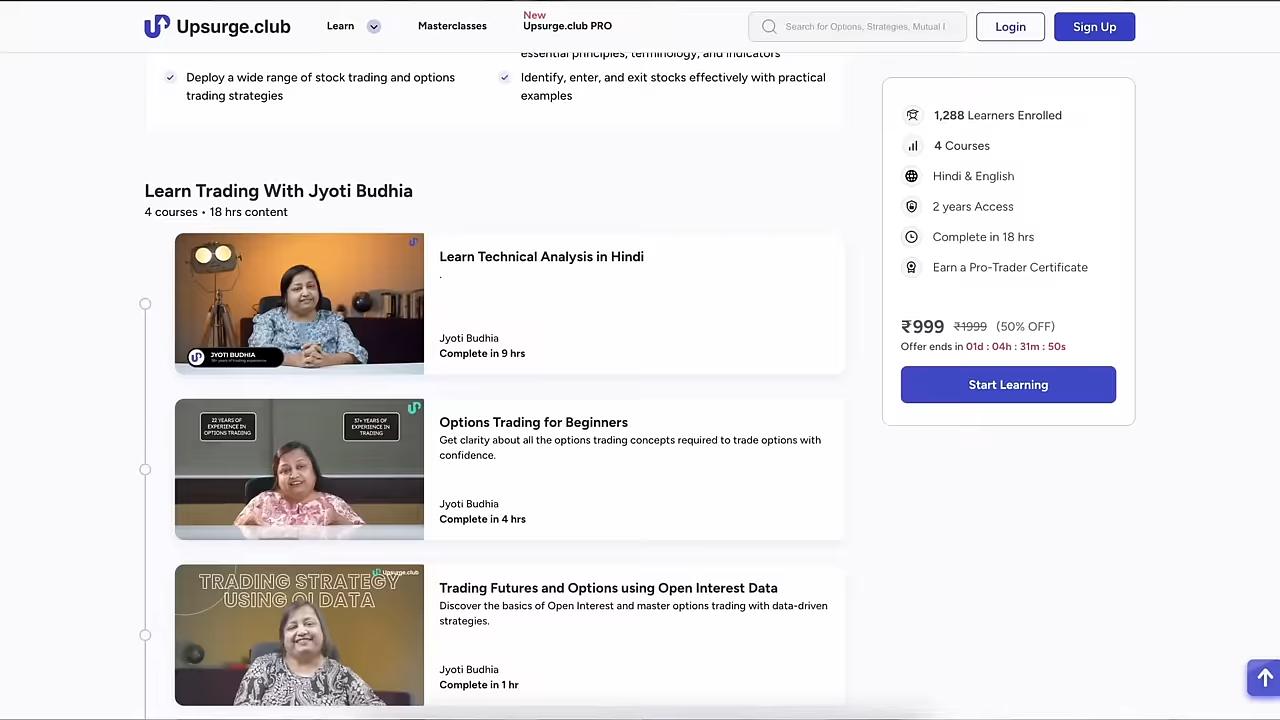 Upsurge.club
Learn
Masterclasses
New
Upsurge.club PRO
Search for Options, Strategies, Mutual
Login
Sign Up
essential principles, terminology, and indicators
Deploy a wide range of stock trading and options
trading strategies
Identify, enter, and exit stocks effectively with practical
examples
Learn Trading With Jyoti Budhia
4 courses • 18 hrs content
JYOTI BUDHIA
Learn Technical Analysis in Hindi
.
Jyoti Budhia
Complete in 9 hrs
22 YEARS OF
EXPERIENCE IN
OPTIONS TRADING
37+ YEARS OF
EXPERIENCE IN
TRADING
Options Trading for Beginners
Get clarity about all the options trading concepts required to trade options with
confidence.
Jyoti Budhia
Complete in 4 hrs
Upsurge.club
TRADING STRATEGY
USING OI DATA
Trading Futures and Options using Open Interest Data
Discover the basics of Open Interest and master options trading with data-driven
strategies.
Jyoti Budhia
Complete in 1 hr
1,288 Learners Enrolled
4 Courses
Hindi & English
2 years Access
Complete in 18 hrs
Earn a Pro-Trader Certificate
₹999 ₹1999 (50% OFF)
Offer ends in 01d : 04h : 31m : 50s
Start Learning